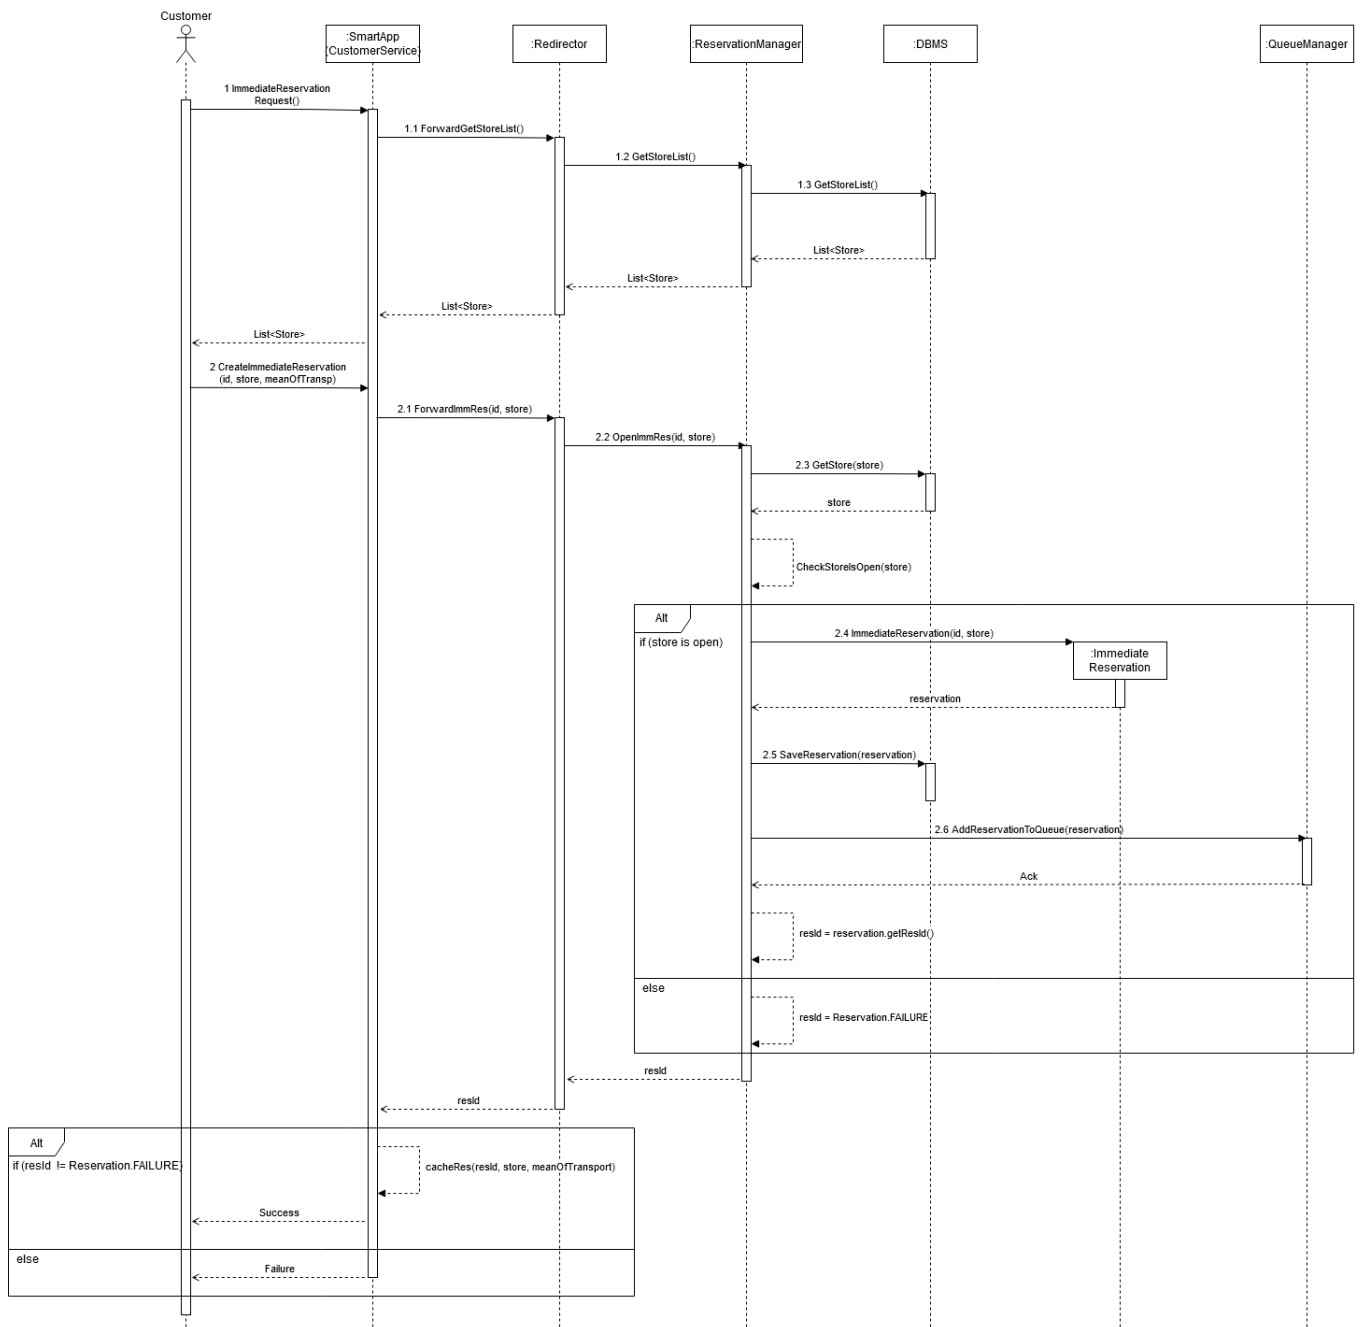 Customer
:SmartApp
(CustomerService)
:Redirector
:ReservationManager
:DBMS
:QueueManager
1 ImmediateReservation
Request()
1.1 ForwardGetStoreList()
1.2 GetStoreList()
1.3 GetStoreList()
List<Store>
List<Store>
List<Store>
List<Store>
2 CreateImmediateReservation
(id, store, meanOfTransp)
2.1 ForwardImmRes(id, store)
2.2 OpenImmRes(id, store)
2.3 GetStore(store)
store
CheckStoreIsOpen(store)
Alt
if (store is open)
2.4 ImmediateReservation(id, store)
:Immediate
Reservation
reservation
2.5 SaveReservation(reservation)
2.6 AddReservationToQueue(reservation)
Ack
resId = reservation.getResId()
else
resId = Reservation.FAILURE
resId
resId
Alt
if (resId != Reservation.FAILURE)
cacheRes(resId, store, meanOfTransport)
Success
else
Failure